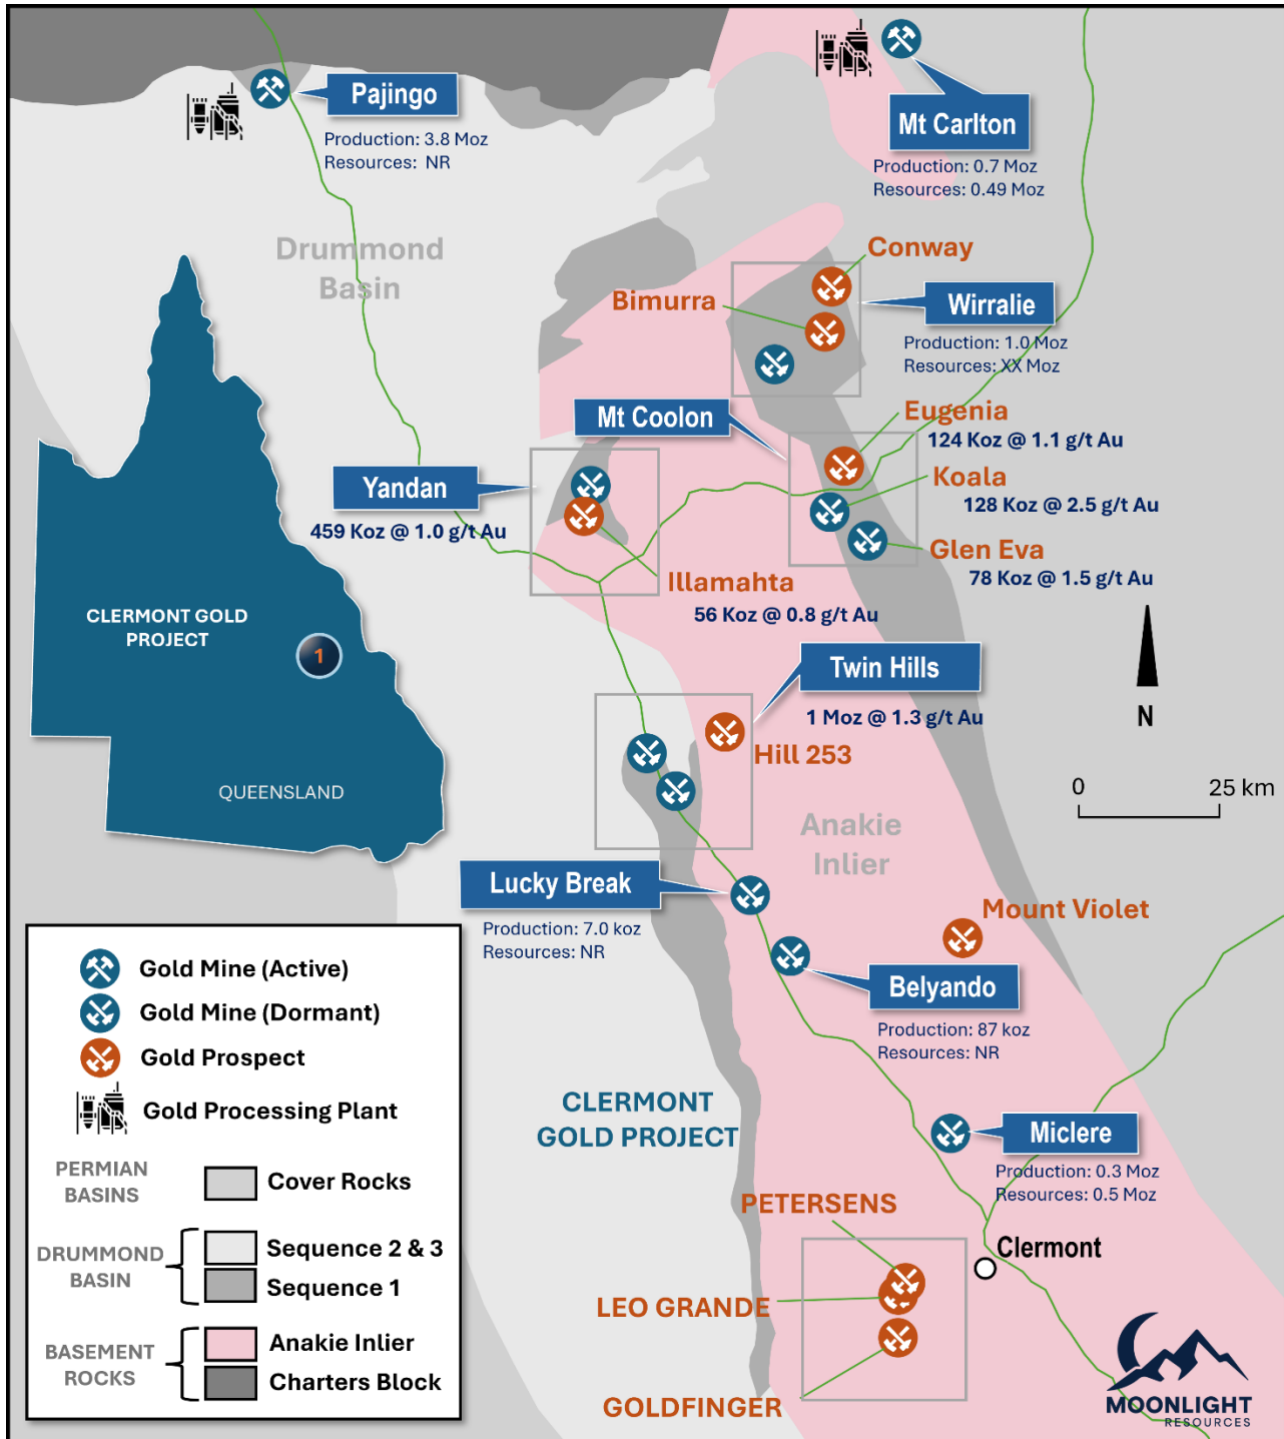 Pajingo
Production: 3.8 Moz
Resources: NR
Mt Carlton
Production: 0.7 Moz
Resources: 0.49 Moz
Drummond
Basin
Conway
Bimurra
Wirralie
Production: 1.0 Moz
Resources: XX Moz
Mt Coolon
Eugenia
124 Koz @ 1.1 g/t Au
Koala
128 Koz @ 2.5 g/t Au
Glen Eva
78 Koz @ 1.5 g/t Au
Yandan
459 Koz @ 1.0 g/t Au
Illamahta
56 Koz @ 0.8 g/t Au
CLERMONT GOLD
PROJECT
1
QUEENSLAND
Twin Hills
1 Moz @ 1.3 g/t Au
Hill 253
N
0 25 km
Anakie
Inlier
Lucky Break
Production: 7.0 koz
Resources: NR
Mount Violet
Belyando
Production: 87 koz
Resources: NR
CLERMONT
GOLD PROJECT
Miclere
Production: 0.3 Moz
Resources: 0.5 Moz
PETERSENS
Clermont
LEO GRANDE
GOLDFINGER
Gold Mine (Active)
Gold Mine (Dormant)
Gold Prospect
Gold Processing Plant
PERMIAN
BASINS
Cover Rocks
DRUMMOND
BASIN
Sequence 2 & 3
Sequence 1
BASEMENT
ROCKS
Anakie Inlier
Charters Block
MOONLIGHT
RESOURCES